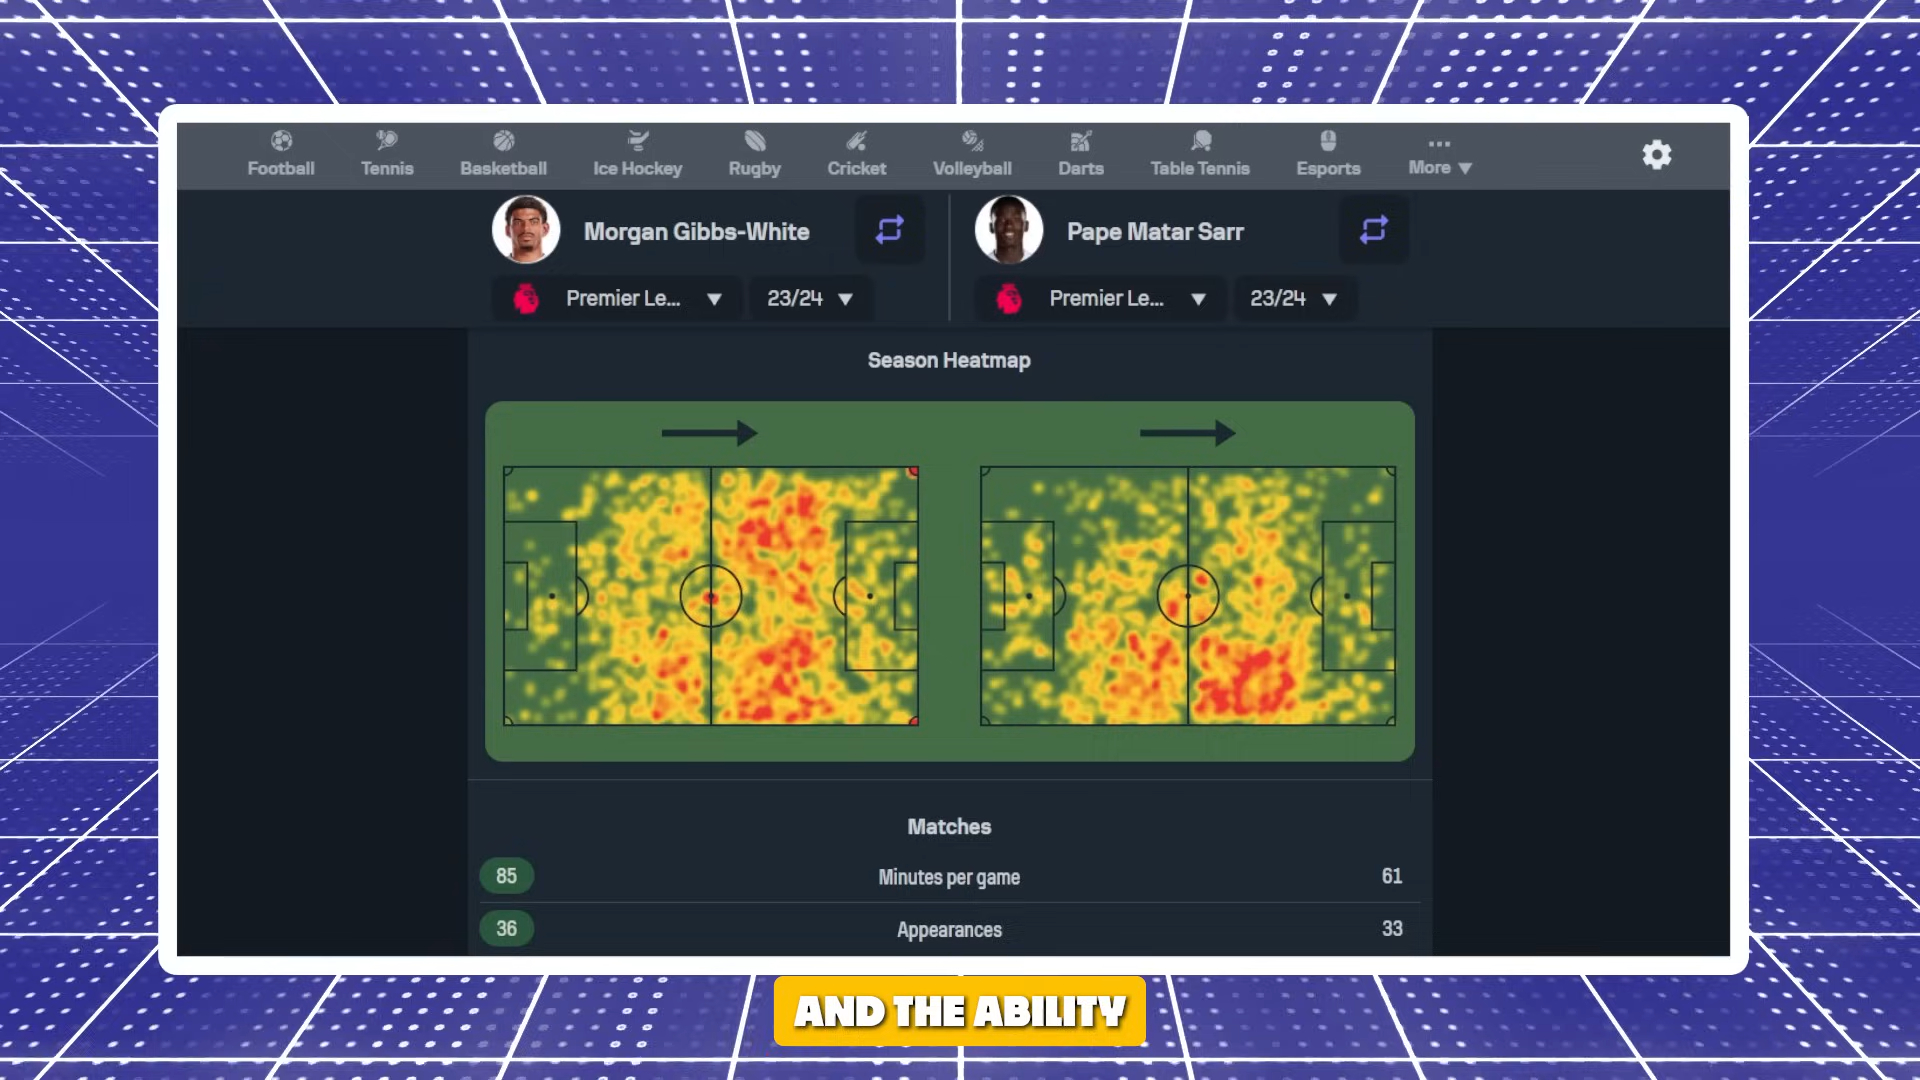 Football Tennis Basketball Ice Hockey Rugby Cricket Volleyball Darts Table Tennis Esports More
Morgan Gibbs-White Pape Matar Sarr
Premier Le... 23/24 Premier Le... 23/24
Season Heatmap
Matches
85 Minutes per game 61
36 Appearances 33
AND THE ABILITY